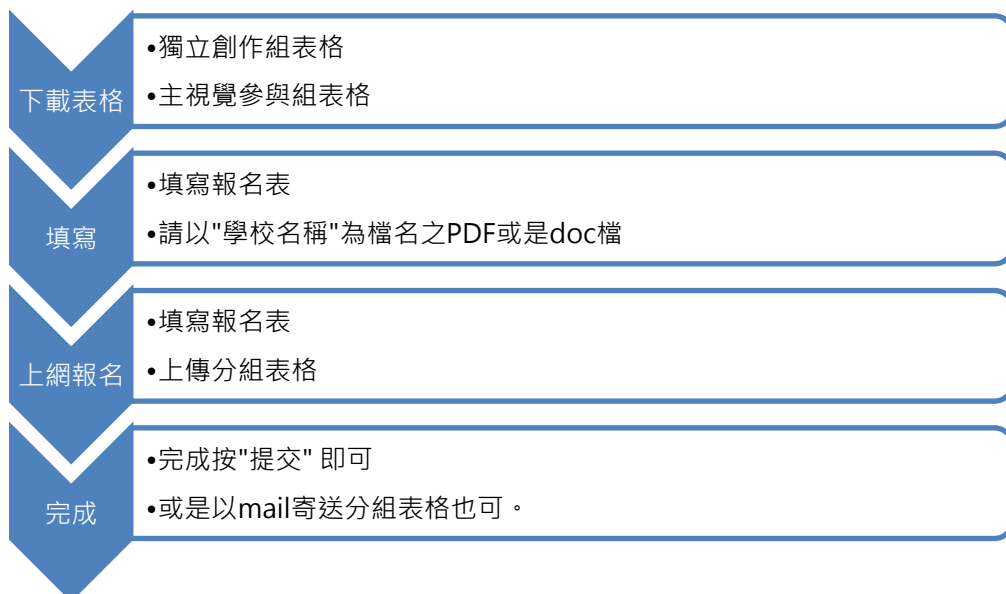 下載表格
•獨立創作組表格
•主視覺參與組表格
填寫
•填寫報名表
•請以"學校名稱"為檔名之PDF或是doc檔
上網報名
•填寫報名表
•上傳分組表格
完成
•完成按"提交" 即可
•或是以mail寄送分組表格也可。